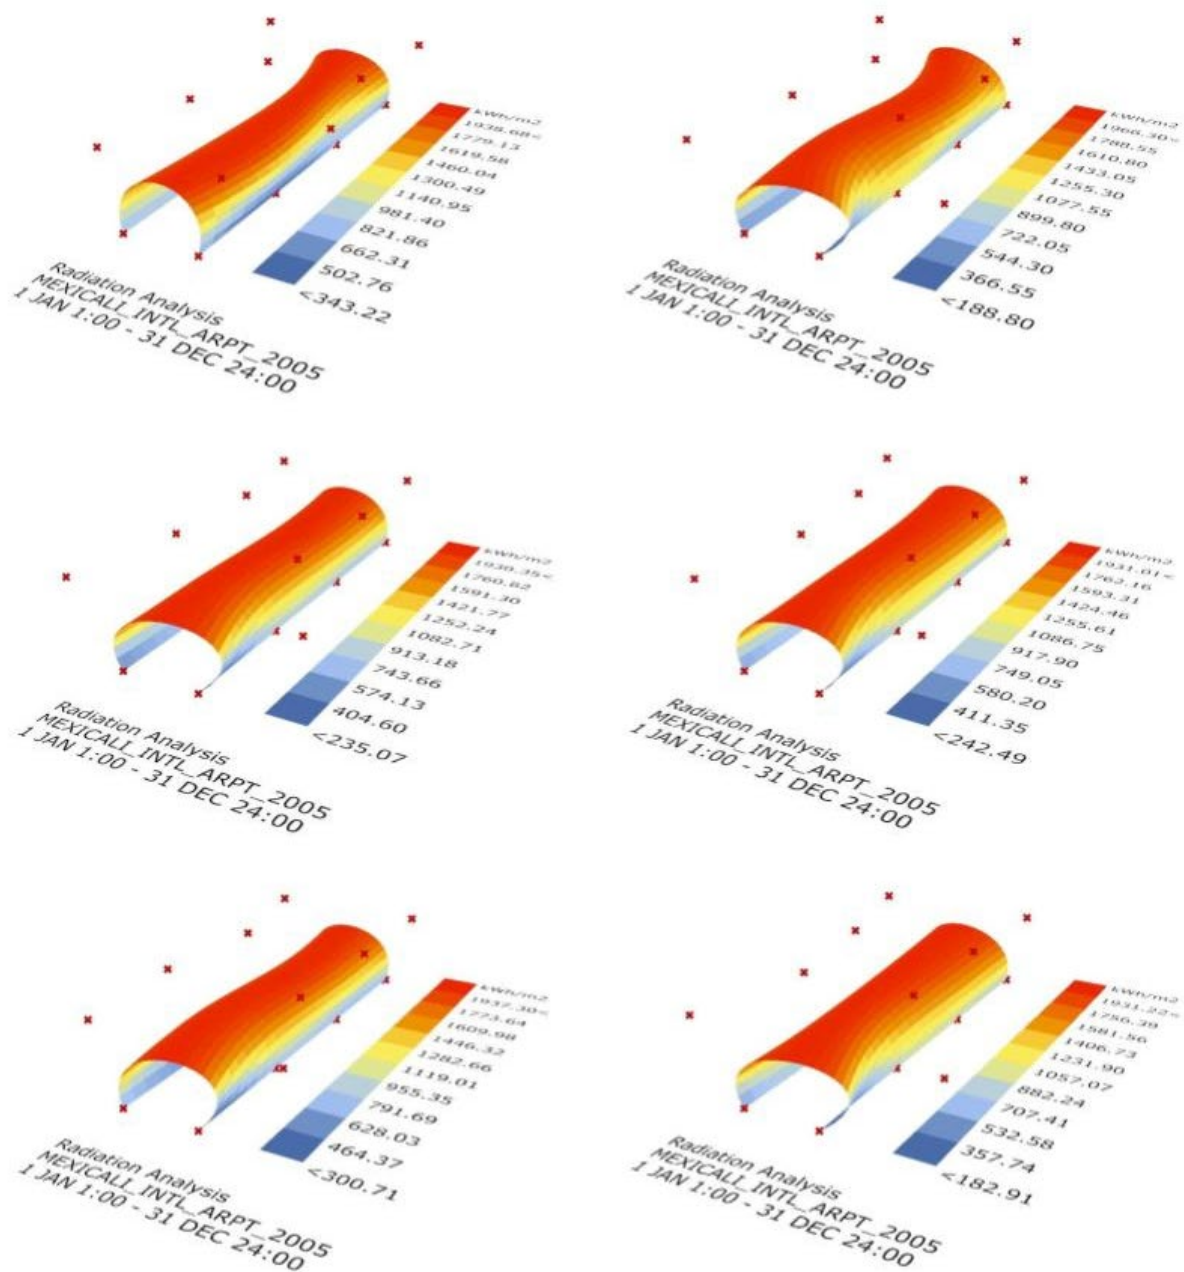 kWh/m2
1938.68<
1779.13
1619.58
1460.04
1300.49
1140.95
981.40
821.86
662.31
502.76
<343.22
Radiation Analysis
MEXICALI_INTL_ARPT_2005
1 JAN 1:00 - 31 DEC 24:00
kWh/m2
1966.30<
1788.55
1610.80
1433.05
1255.30
1077.55
899.80
722.05
544.30
366.55
<188.80
Radiation Analysis
MEXICALI_INTL_ARPT_2005
1 JAN 1:00 - 31 DEC 24:00
kWh/m2
1930.35<
1760.82
1591.30
1421.77
1252.24
1082.71
913.18
743.66
574.13
404.60
<235.07
Radiation Analysis
MEXICALI_INTL_ARPT_2005
1 JAN 1:00 - 31 DEC 24:00
kWh/m2
1931.01<
1762.16
1593.31
1424.46
1255.61
1086.75
917.90
749.05
580.20
411.35
<242.49
Radiation Analysis
MEXICALI_INTL_ARPT_2005
1 JAN 1:00 - 31 DEC 24:00
kWh/m2
1937.30<
1773.64
1609.98
1446.32
1282.66
1119.01
955.35
791.69
628.03
464.37
<300.71
Radiation Analysis
MEXICALI_INTL_ARPT_2005
1 JAN 1:00 - 31 DEC 24:00
kWh/m2
1931.22<
1756.39
1581.56
1406.73
1231.90
1057.07
882.24
707.41
532.58
357.74
<182.91
Radiation Analysis
MEXICALI_INTL_ARPT_2005
1 JAN 1:00 - 31 DEC 24:00